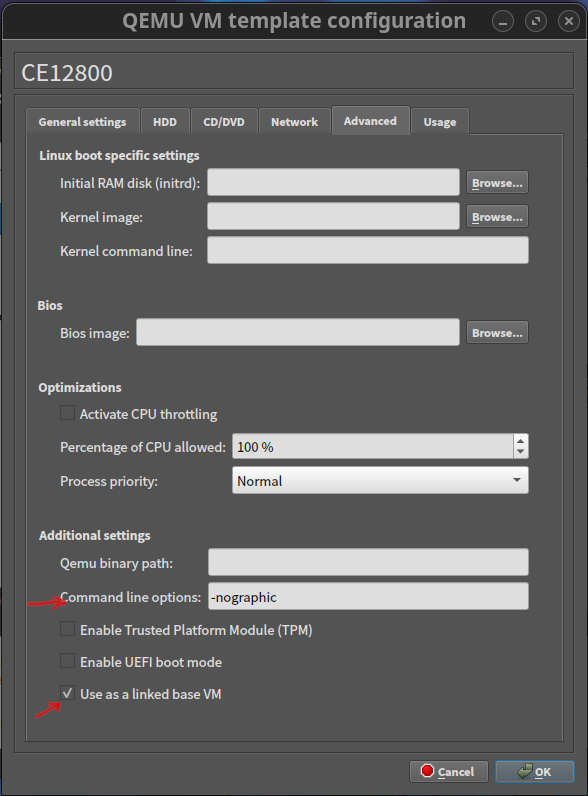 QEMU VM template configuration
CE12800
General settings HDD CD/DVD Network Advanced Usage
Linux boot specific settings
Initial RAM disk (initrd): Browse...
Kernel image: Browse...
Kernel command line:
Bios
Bios image: Browse...
Optimizations
Activate CPU throttling
Percentage of CPU allowed: 100 %
Process priority: Normal
Additional settings
Qemu binary path:
Command line options: -nographic
Enable Trusted Platform Module (TPM)
Enable UEFI boot mode
Use as a linked base VM
Cancel OK